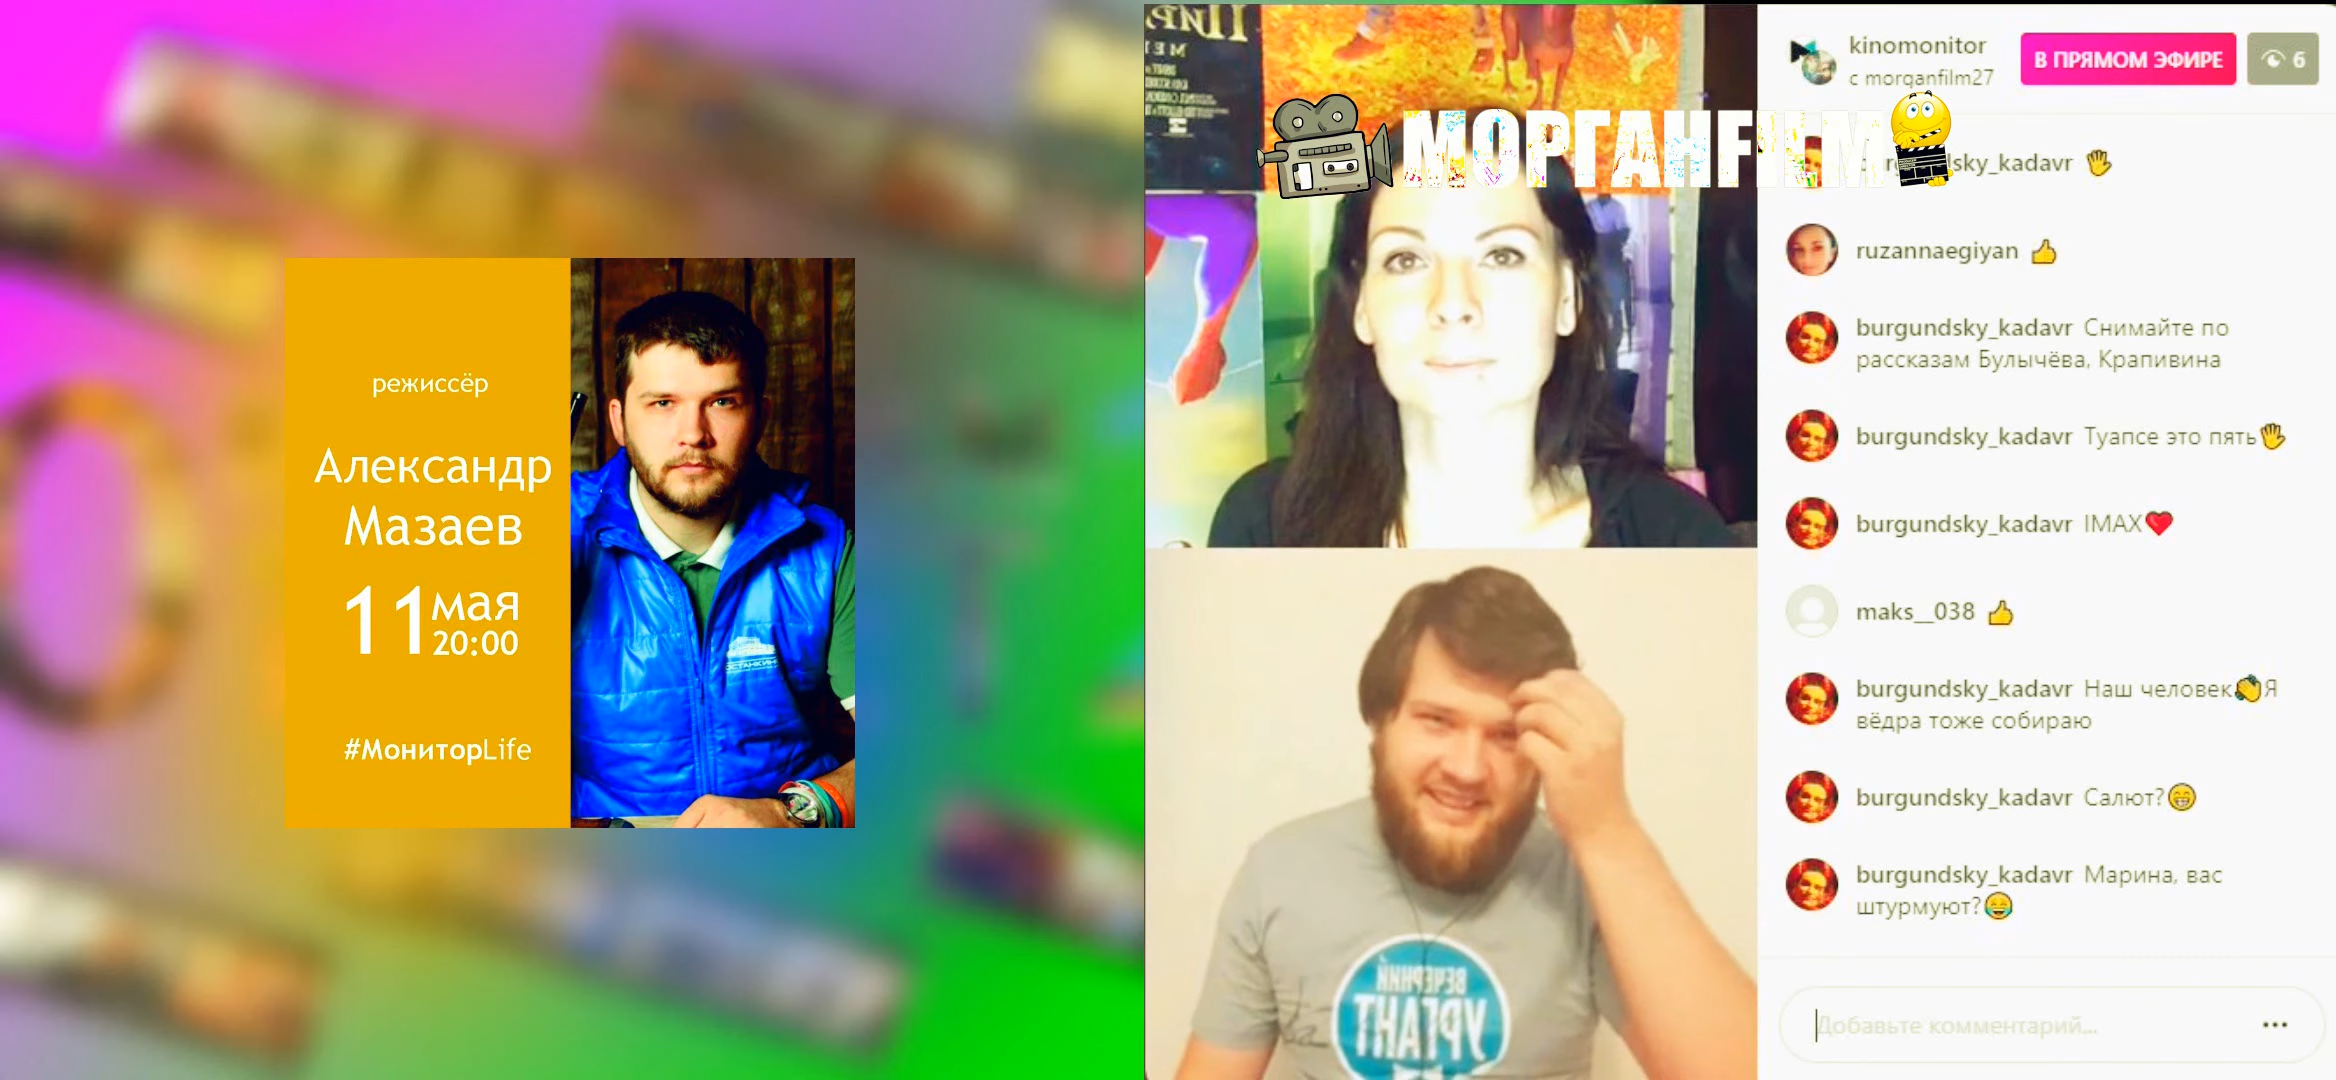 режиссёр
Александр
Мазаев
11 мая
20:00
#МониторLife
МОРГАНFILM
ВЕЧЕРНИЙ
УРГАНТ
kinomonitor
с morganfilm27
В ПРЯМОМ ЭФИРЕ
6
ruzannaegiyan 👍
burgundsky_kadavr Снимайте по
рассказам Булычёва, Крапивина
burgundsky_kadavr Туапсе это пять🖐
burgundsky_kadavr IMAX❤
maks__038 👍
burgundsky_kadavr Наш человек👏Я
вёдра тоже собираю
burgundsky_kadavr Салют?😁
burgundsky_kadavr Марина, вас
штурмуют?😂
Добавьте комментарий...